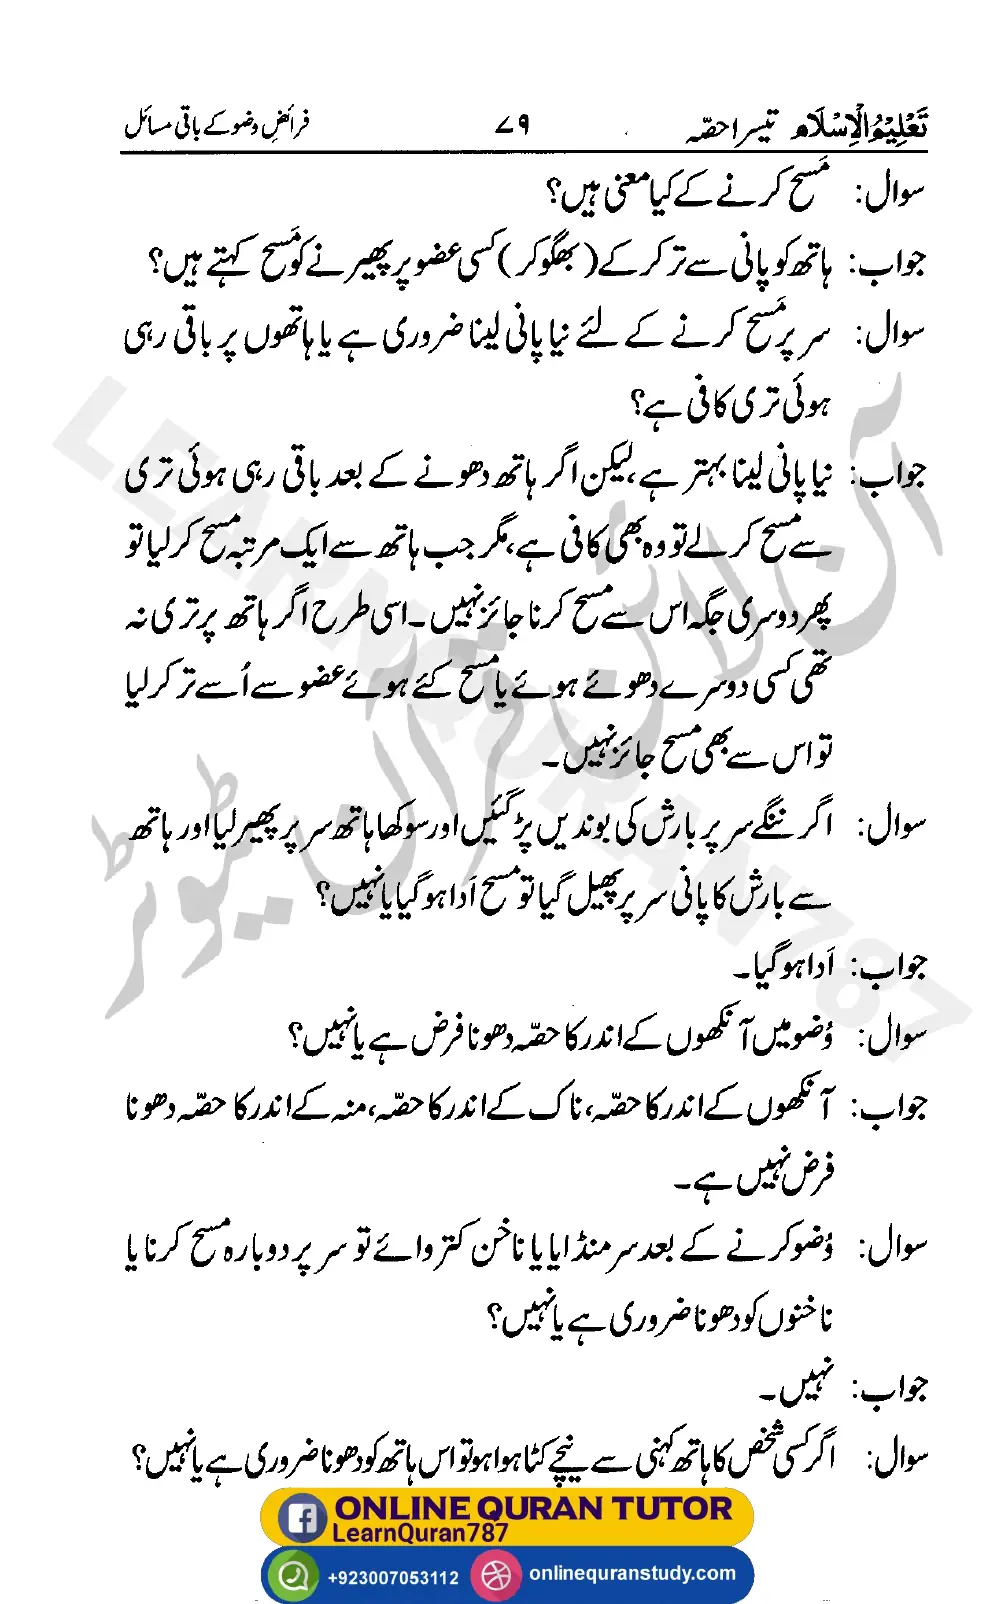 تَعْلِیْمُ الْاِسْلَام تیسرا حصّہ ۷۹ فرائضِ وضو کے باقی مسائل
سوال: مَسح کرنے کے کیا معنی ہیں؟
جواب: ہاتھ کو پانی سے تر کر کے (بھگو کر) کسی عضو پر پھیرنے کو مَسح کہتے ہیں؟
سوال: سر پر مَسح کرنے کے لئے نیا پانی لینا ضروری ہے یا ہاتھوں پر باقی رہی
ہوئی تری کافی ہے؟
جواب: نیا پانی لینا بہتر ہے، لیکن اگر ہاتھ دھونے کے بعد باقی رہی ہوئی تری
سے مسح کر لے تو وہ بھی کافی ہے، مگر جب ہاتھ سے ایک مرتبہ مسح کر لیا تو
پھر دوسری جگہ اس سے مسح کرنا جائز نہیں۔ اسی طرح اگر ہاتھ پر تری نہ
تھی کسی دوسرے دھوئے ہوئے یا مسح کئے ہوئے عضو سے اُسے تر کر لیا
تو اس سے بھی مسح جائز نہیں۔
سوال: اگر ننگے سر پر بارش کی بوندیں پڑ گئیں اور سوکھا ہاتھ سر پر پھیر لیا اور ہاتھ
سے بارش کا پانی سر پر پھیل گیا تو مسح اَدا ہو گیا یا نہیں؟
جواب: اَدا ہو گیا۔
سوال: وُضو میں آنکھوں کے اندر کا حصّہ دھونا فرض ہے یا نہیں؟
جواب: آنکھوں کے اندر کا حصّہ، ناک کے اندر کا حصّہ، منہ کے اندر کا حصّہ دھونا
فرض نہیں ہے۔
سوال: وُضو کرنے کے بعد سر منڈایا یا ناخن کتروائے تو سر پر دوبارہ مسح کرنا یا
ناخنوں کو دھونا ضروری ہے یا نہیں؟
جواب: نہیں۔
سوال: اگر کسی شخص کا ہاتھ کہنی سے نیچے کٹا ہوا ہو تو اس ہاتھ کو دھونا ضروری ہے یا نہیں؟
آن لائن قرآن ٹیوٹر
LEARNQURAN787
ONLINE QURAN TUTOR
LearnQuran787
+923007053112 onlinequranstudy.com